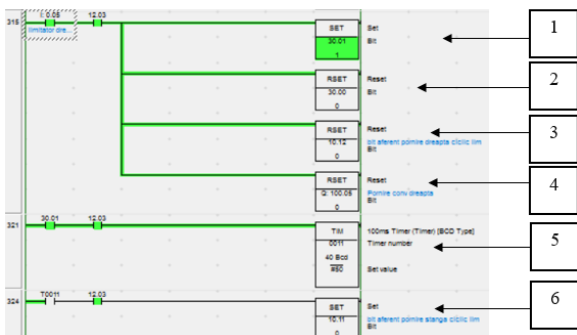 315
I: 0.05
12.03
limitator dre...
SET
30.01
1
Set
Bit
1
RSET
30.00
0
Reset
Bit
2
RSET
10.12
0
Reset
bit aferent pornire dreapta ciclic lim
Bit
3
RSET
Q: 100.05
0
Reset
Pornire conv dreapta
Bit
4
321
30.01
12.03
TIM
0011
40 Bcd
#50
100ms Timer (Timer) [BCD Type]
Timer number
Set value
5
324
T0011
12.03
SET
10.11
0
Set
bit aferent pornire stanga ciclic lim
Bit
6